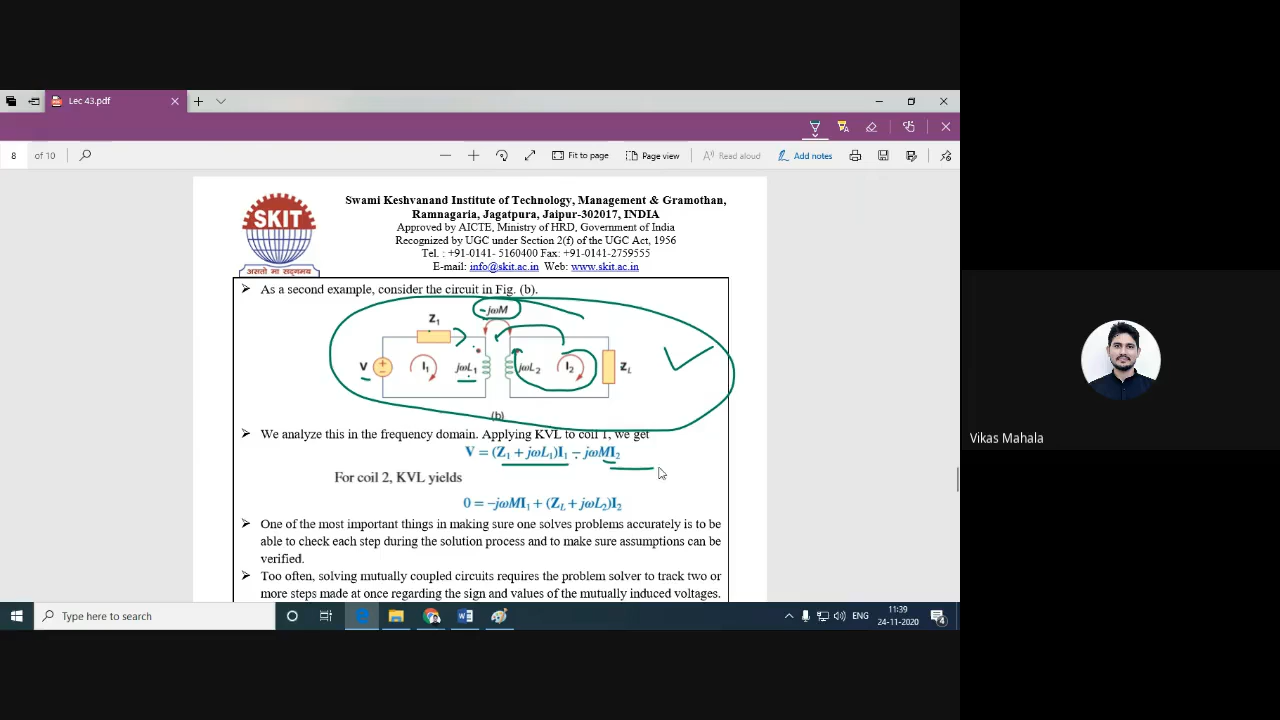 Lec 43.pdf
8 of 10
Fit to page
Page view
Read aloud
Add notes
SKIT
असतो मा सद्गमय
Swami Keshvanand Institute of Technology, Management & Gramothan,
Ramnagaria, Jagatpura, Jaipur-302017, INDIA
Approved by AICTE, Ministry of HRD, Government of India
Recognized by UGC under Section 2(f) of the UGC Act, 1956
Tel. : +91-0141- 5160400 Fax: +91-0141-2759555
E-mail: info@skit.ac.in Web: www.skit.ac.in
➢ As a second example, consider the circuit in Fig. (b).
-jωM
Z1
V I1 jωL1 jωL2 I2 ZL
(b)
➢ We analyze this in the frequency domain. Applying KVL to coil 1, we get
V = (Z1 + jωL1)I1 − jωMI2
For coil 2, KVL yields
0 = −jωMI1 + (ZL + jωL2)I2
➢ One of the most important things in making sure one solves problems accurately is to be
able to check each step during the solution process and to make sure assumptions can be
verified.
➢ Too often, solving mutually coupled circuits requires the problem solver to track two or
more steps made at once regarding the sign and values of the mutually induced voltages.
Vikas Mahala
Type here to search
ENG
11:39
24-11-2020
4